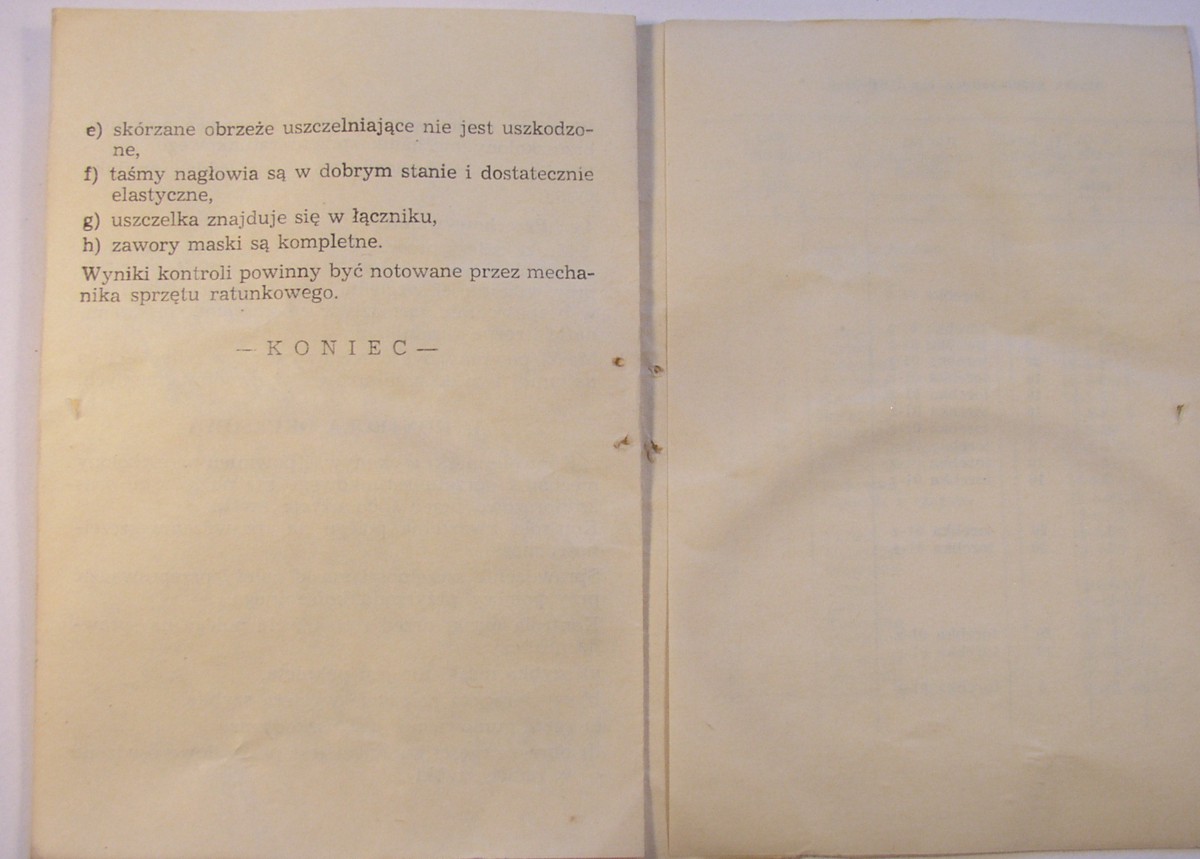 e) skórzane obrzeże uszczelniające nie jest uszkodzo-
ne,
f) taśmy nagłowia są w dobrym stanie i dostatecznie
elastyczne,
g) uszczelka znajduje się w łączniku,
h) zawory maski są kompletne.
Wyniki kontroli powinny być notowane przez mecha-
nika sprzętu ratunkowego.
— K O N I E C —